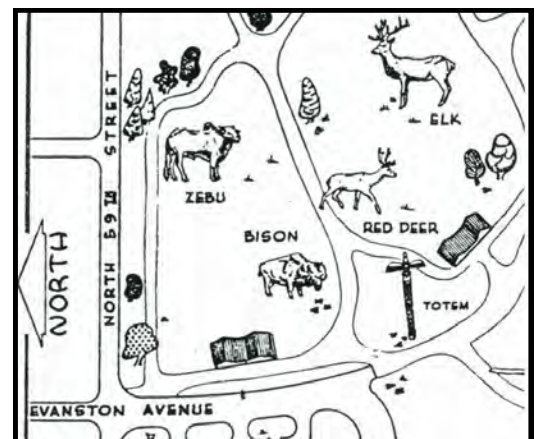 ELK
ZEBU
RED DEER
BISON
TOTEM
NORTH 59TH STREET
NORTH
EVANSTON AVENUE